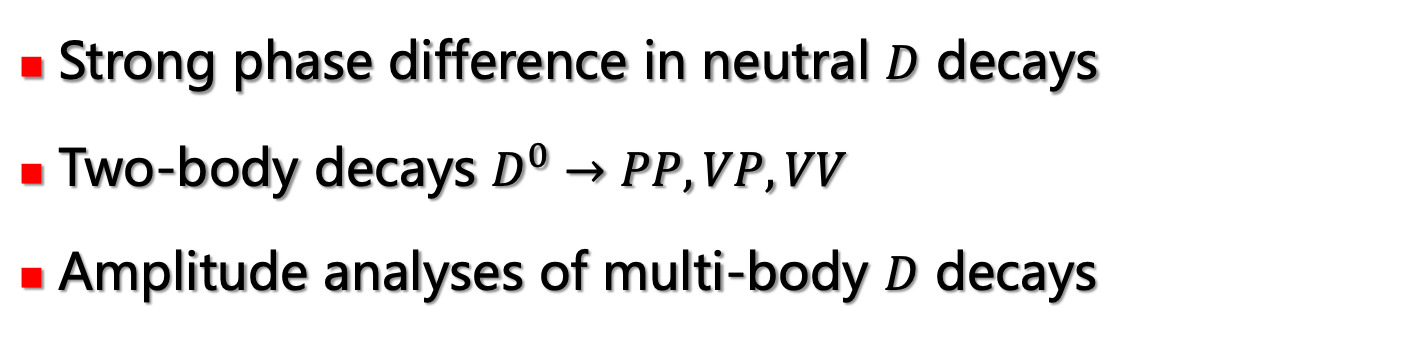 Strong phase difference in neutral D decays
Two-body decays D⁰ → PP, VP, VV
Amplitude analyses of multi-body D decays